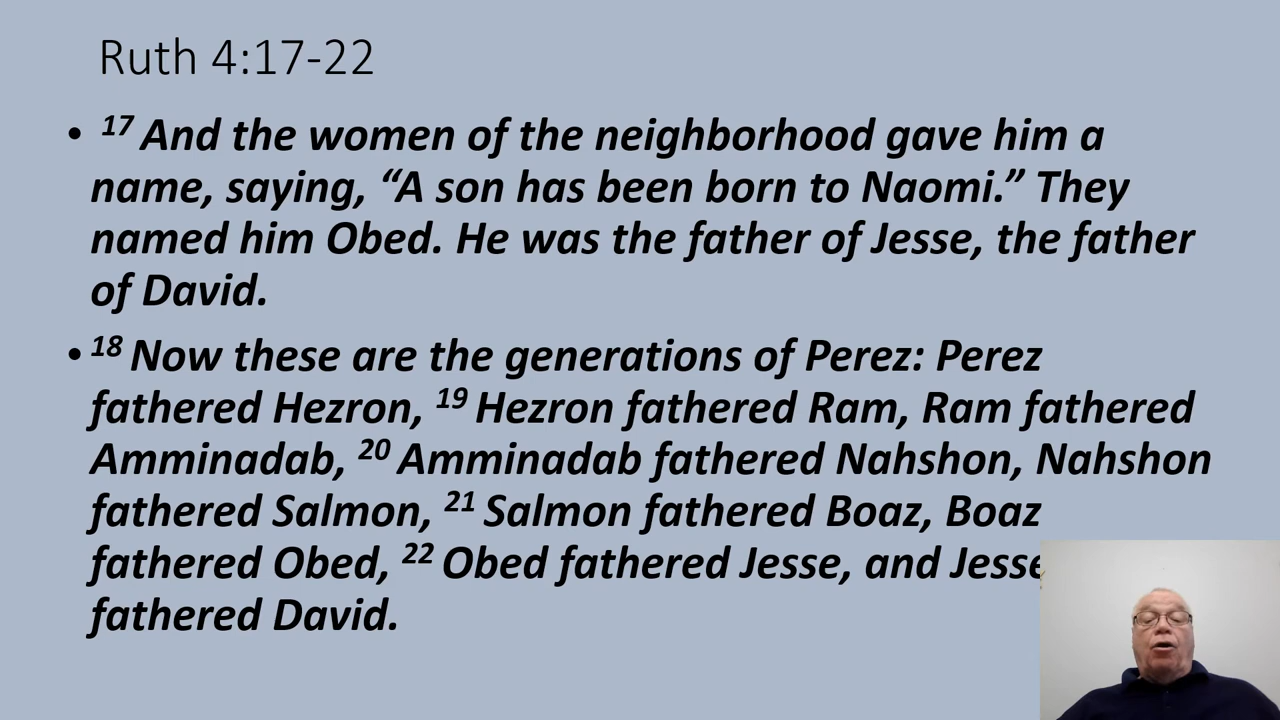 Ruth 4:17-22
• 17 And the women of the neighborhood gave him a
name, saying, “A son has been born to Naomi.” They
named him Obed. He was the father of Jesse, the father
of David.
• 18 Now these are the generations of Perez: Perez
fathered Hezron, 19 Hezron fathered Ram, Ram fathered
Amminadab, 20 Amminadab fathered Nahshon, Nahshon
fathered Salmon, 21 Salmon fathered Boaz, Boaz
fathered Obed, 22 Obed fathered Jesse, and Jesse
fathered David.